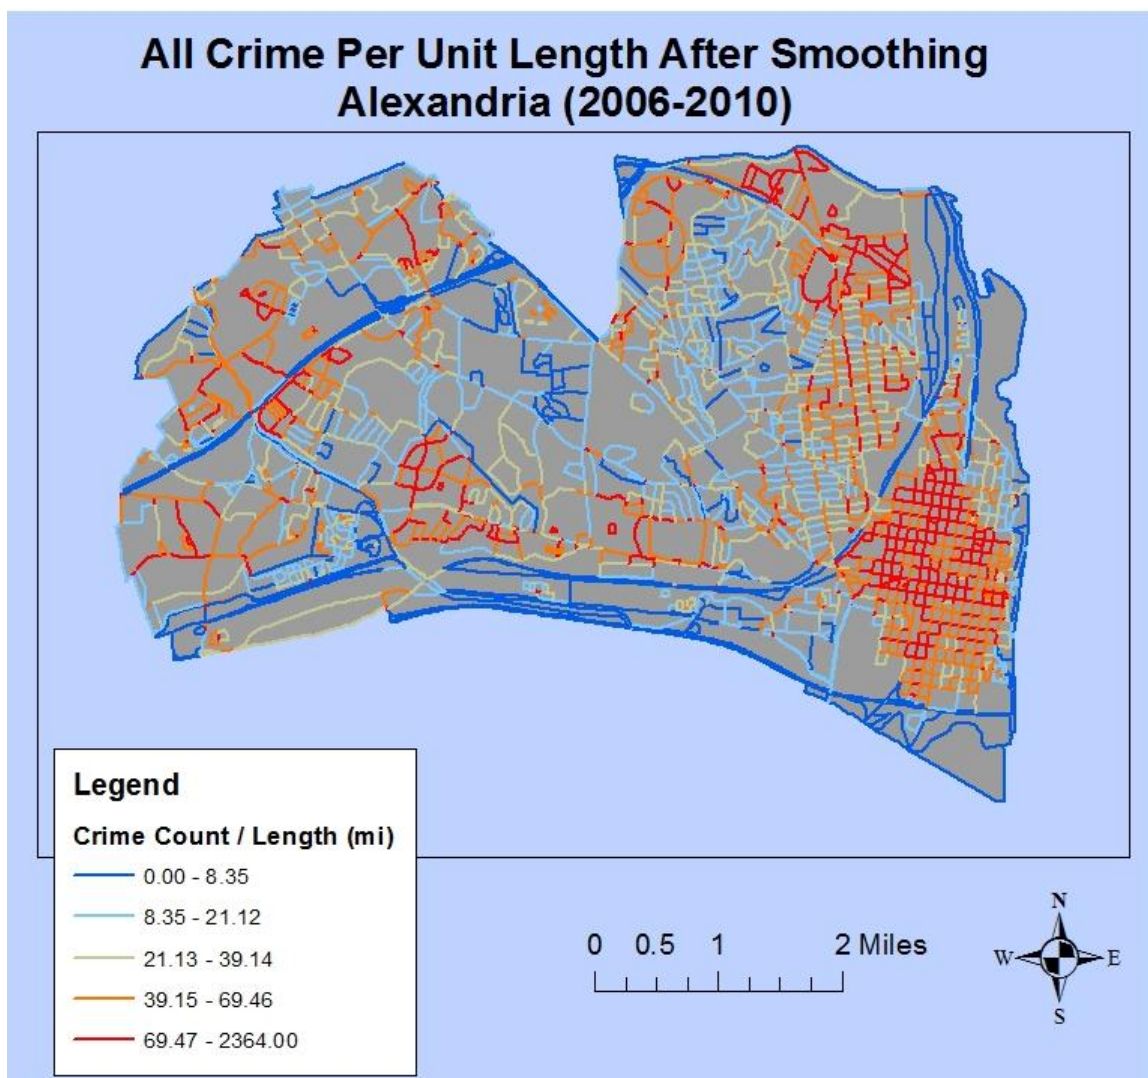 All Crime Per Unit Length After Smoothing
Alexandria (2006-2010)
Legend
Crime Count / Length (mi)
0.00 - 8.35
8.35 - 21.12
21.13 - 39.14
39.15 - 69.46
69.47 - 2364.00
0 0.5 1 2 Miles
N
W E
S